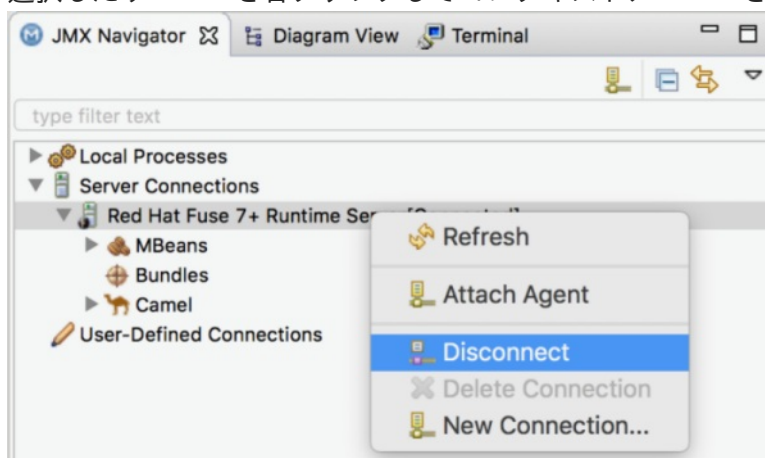 JMX Navigator Diagram View Terminal
type filter text
Local Processes
Server Connections
Red Hat Fuse 7+ Runtime Ser
MBeans
Bundles
Camel
User-Defined Connections
Refresh
Attach Agent
Disconnect
Delete Connection
New Connection...